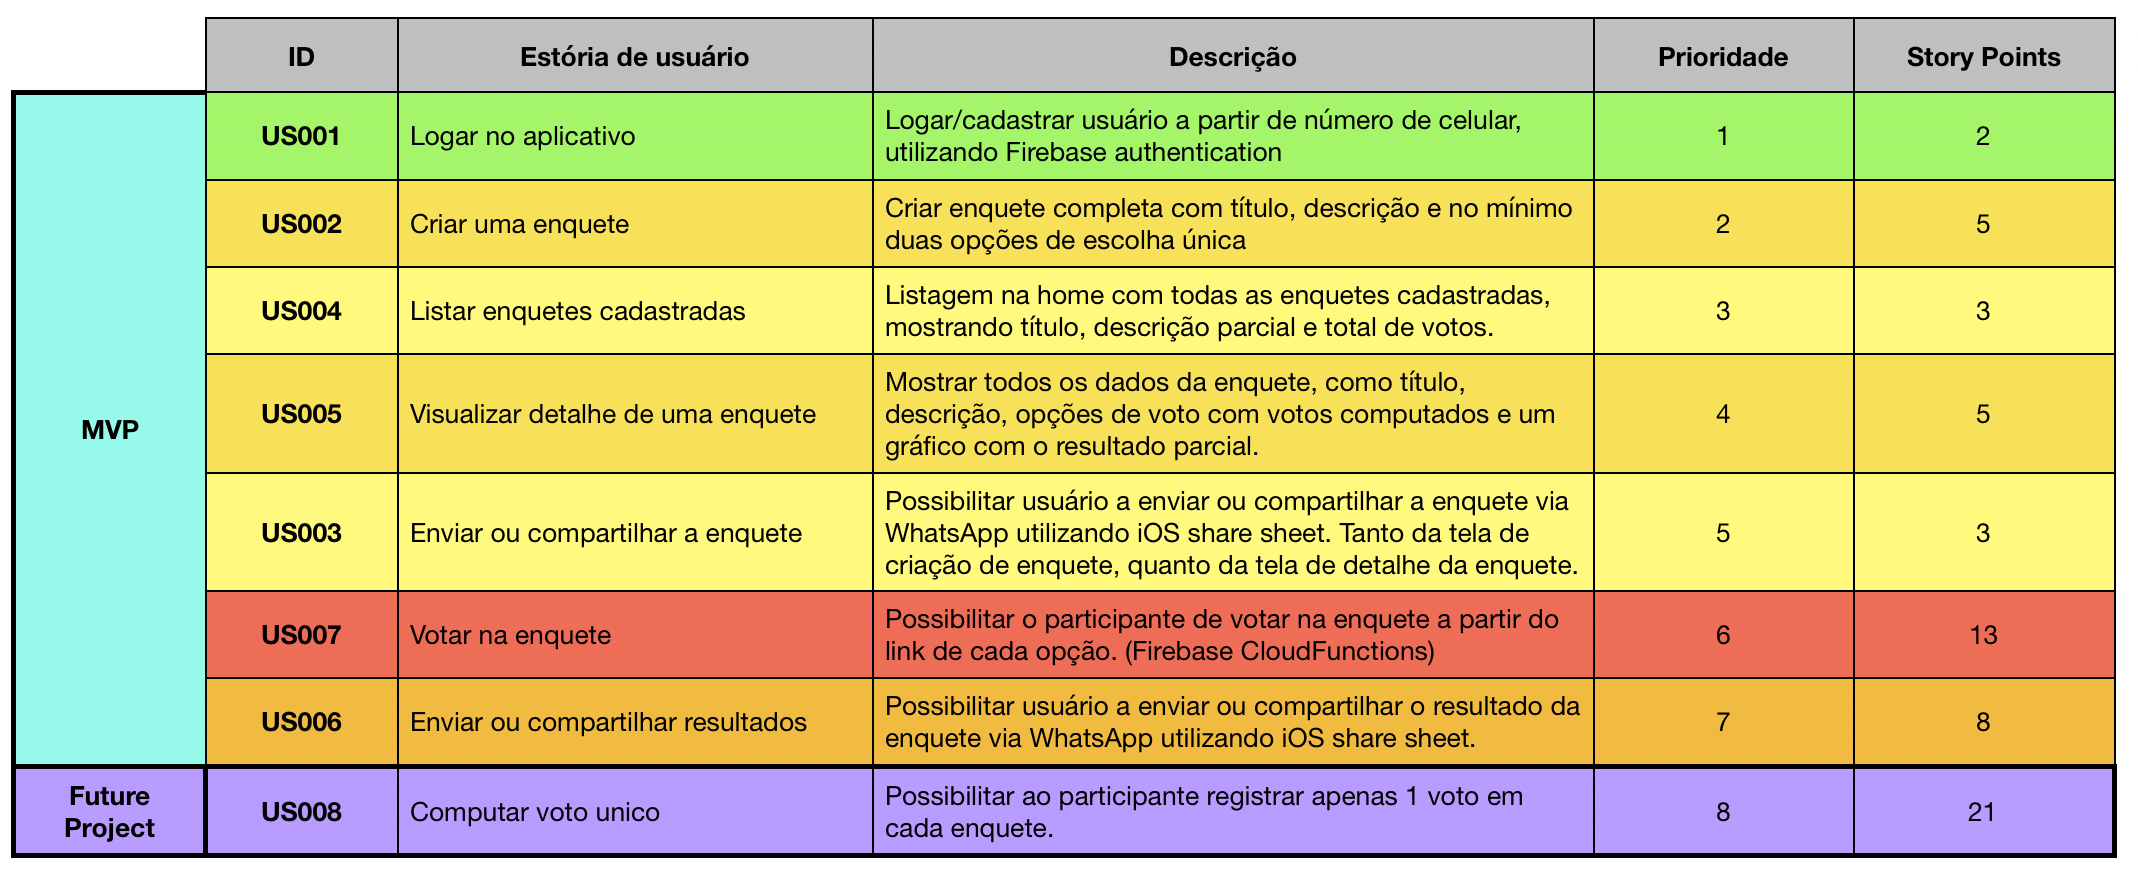 ID
Estória de usuário
Descrição
Prioridade
Story Points
MVP
US001
Logar no aplicativo
Logar/cadastrar usuário a partir de número de celular,
utilizando Firebase authentication
1
2
US002
Criar uma enquete
Criar enquete completa com título, descrição e no mínimo
duas opções de escolha única
2
5
US004
Listar enquetes cadastradas
Listagem na home com todas as enquetes cadastradas,
mostrando título, descrição parcial e total de votos.
3
3
US005
Visualizar detalhe de uma enquete
Mostrar todos os dados da enquete, como título,
descrição, opções de voto com votos computados e um
gráfico com o resultado parcial.
4
5
US003
Enviar ou compartilhar a enquete
Possibilitar usuário a enviar ou compartilhar a enquete via
WhatsApp utilizando iOS share sheet. Tanto da tela de
criação de enquete, quanto da tela de detalhe da enquete.
5
3
US007
Votar na enquete
Possibilitar o participante de votar na enquete a partir do
link de cada opção. (Firebase CloudFunctions)
6
13
US006
Enviar ou compartilhar resultados
Possibilitar usuário a enviar ou compartilhar o resultado da
enquete via WhatsApp utilizando iOS share sheet.
7
8
Future
Project
US008
Computar voto unico
Possibilitar ao participante registrar apenas 1 voto em
cada enquete.
8
21